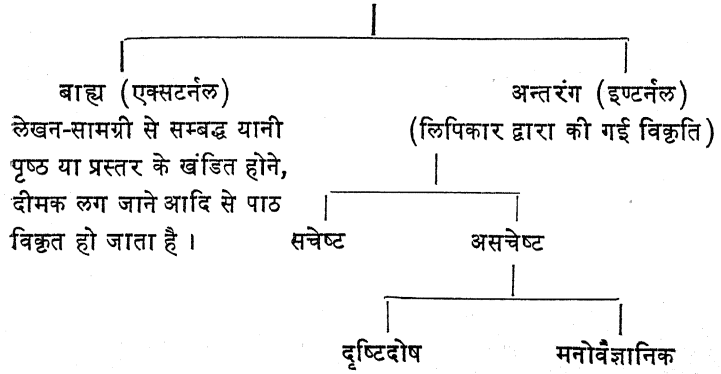 बाह्य (एक्सटर्नल)
लेखन-सामग्री से सम्बद्ध यानी
पृष्ठ या प्रस्तर के खंडित होने,
दीमक लग जाने आदि से पाठ
विकृत हो जाता है ।
अन्तरंग (इण्टर्नल)
(लिपिकार द्वारा की गई विकृति)
सचेष्ट
असचेष्ट
दृष्टिदोष
मनोवैज्ञानिक